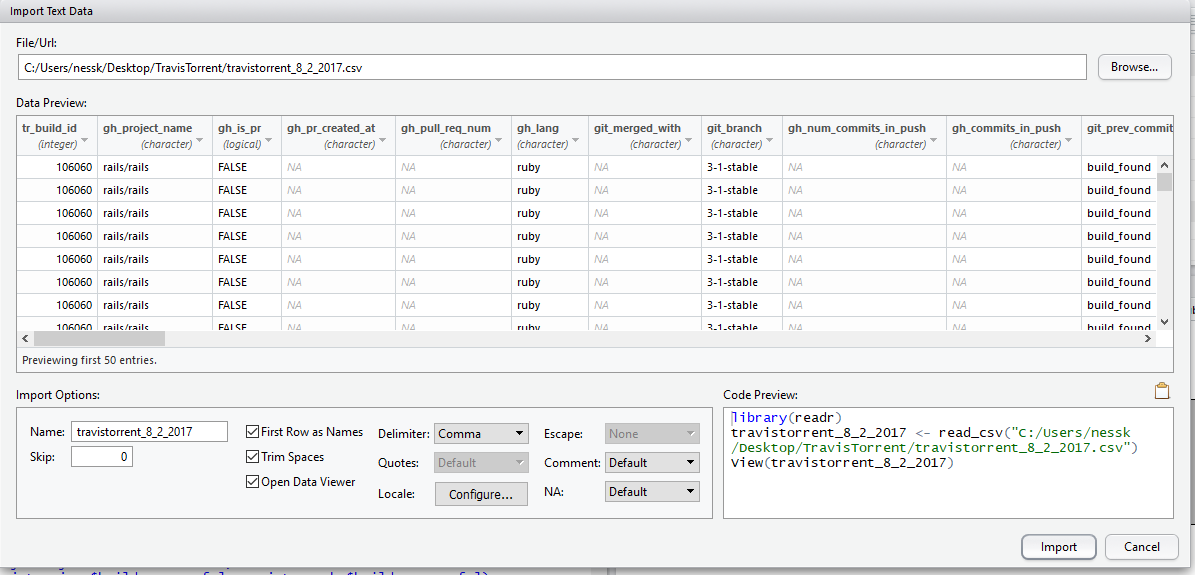 Import Text Data
File/Url:
C:/Users/nessk/Desktop/TravisTorrent/travistorrent_8_2_2017.csv Browse...
Data Preview:
tr_build_id gh_project_name gh_is_pr gh_pr_created_at gh_pull_req_num gh_lang git_merged_with git_branch gh_num_commits_in_push gh_commits_in_push git_prev_commit
(integer) (character) (logical) (character) (character) (character) (character) (character) (character) (character)
106060 rails/rails FALSE NA NA ruby NA 3-1-stable NA NA build_found
106060 rails/rails FALSE NA NA ruby NA 3-1-stable NA NA build_found
106060 rails/rails FALSE NA NA ruby NA 3-1-stable NA NA build_found
106060 rails/rails FALSE NA NA ruby NA 3-1-stable NA NA build_found
106060 rails/rails FALSE NA NA ruby NA 3-1-stable NA NA build_found
106060 rails/rails FALSE NA NA ruby NA 3-1-stable NA NA build_found
106060 rails/rails FALSE NA NA ruby NA 3-1-stable NA NA build_found
106060 rails/rails FALSE NA NA ruby NA 3-1-stable NA NA build_found
Previewing first 50 entries.
Import Options:
Name: travistorrent_8_2_2017
Skip: 0
First Row as Names
Trim Spaces
Open Data Viewer
Delimiter: Comma
Quotes: Default
Locale: Configure...
Escape: None
Comment: Default
NA: Default
Code Preview:
library(readr)
travistorrent_8_2_2017 <- read_csv("C:/Users/nessk
/Desktop/TravisTorrent/travistorrent_8_2_2017.csv")
View(travistorrent_8_2_2017)
Import Cancel